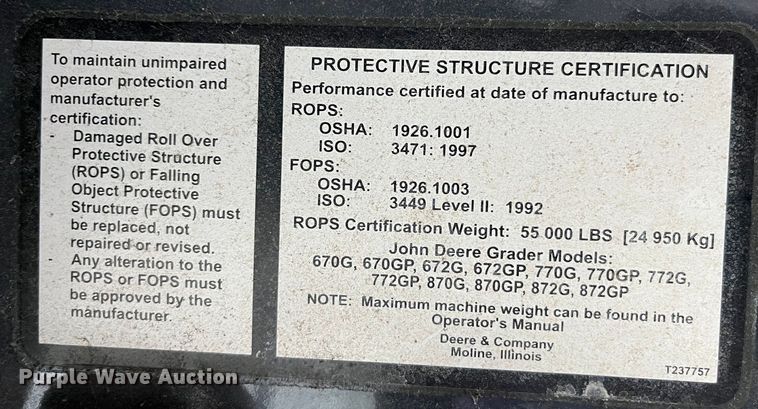 To maintain unimpaired
operator protection and
manufacturer's
certification:
- Damaged Roll Over
Protective Structure
(ROPS) or Falling
Object Protective
Structure (FOPS) must
be replaced, not
repaired or revised.
- Any alteration to the
ROPS or FOPS must
be approved by the
manufacturer.
PROTECTIVE STRUCTURE CERTIFICATION
Performance certified at date of manufacture to:
ROPS:
OSHA: 1926.1001
ISO: 3471: 1997
FOPS:
OSHA: 1926.1003
ISO: 3449 Level II: 1992
ROPS Certification Weight: 55 000 LBS [24 950 Kg]
John Deere Grader Models:
670G, 670GP, 672G, 672GP, 770G, 770GP, 772G,
772GP, 870G, 870GP, 872G, 872GP
NOTE: Maximum machine weight can be found in the
Operator's Manual
Deere & Company
Moline, Illinois
T237757
Purple Wave Auction